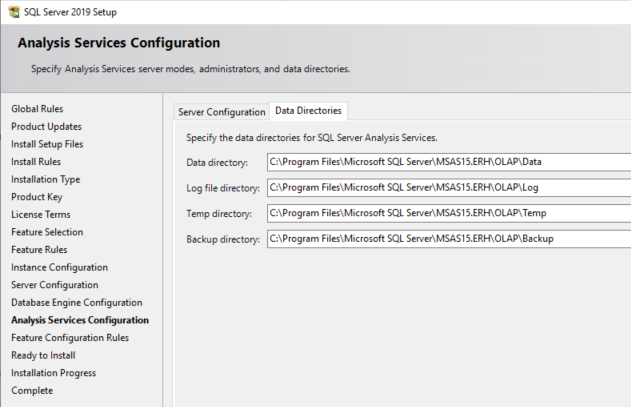 SQL Server 2019 Setup
Analysis Services Configuration
Specify Analysis Services server modes, administrators, and data directories.
Global Rules
Product Updates
Install Setup Files
Install Rules
Installation Type
Product Key
License Terms
Feature Selection
Feature Rules
Instance Configuration
Server Configuration
Database Engine Configuration
Analysis Services Configuration
Feature Configuration Rules
Ready to Install
Installation Progress
Complete
Server Configuration Data Directories
Specify the data directories for SQL Server Analysis Services.
Data directory: C:\Program Files\Microsoft SQL Server\MSAS15.ERH\OLAP\Data
Log file directory: C:\Program Files\Microsoft SQL Server\MSAS15.ERH\OLAP\Log
Temp directory: C:\Program Files\Microsoft SQL Server\MSAS15.ERH\OLAP\Temp
Backup directory: C:\Program Files\Microsoft SQL Server\MSAS15.ERH\OLAP\Backup